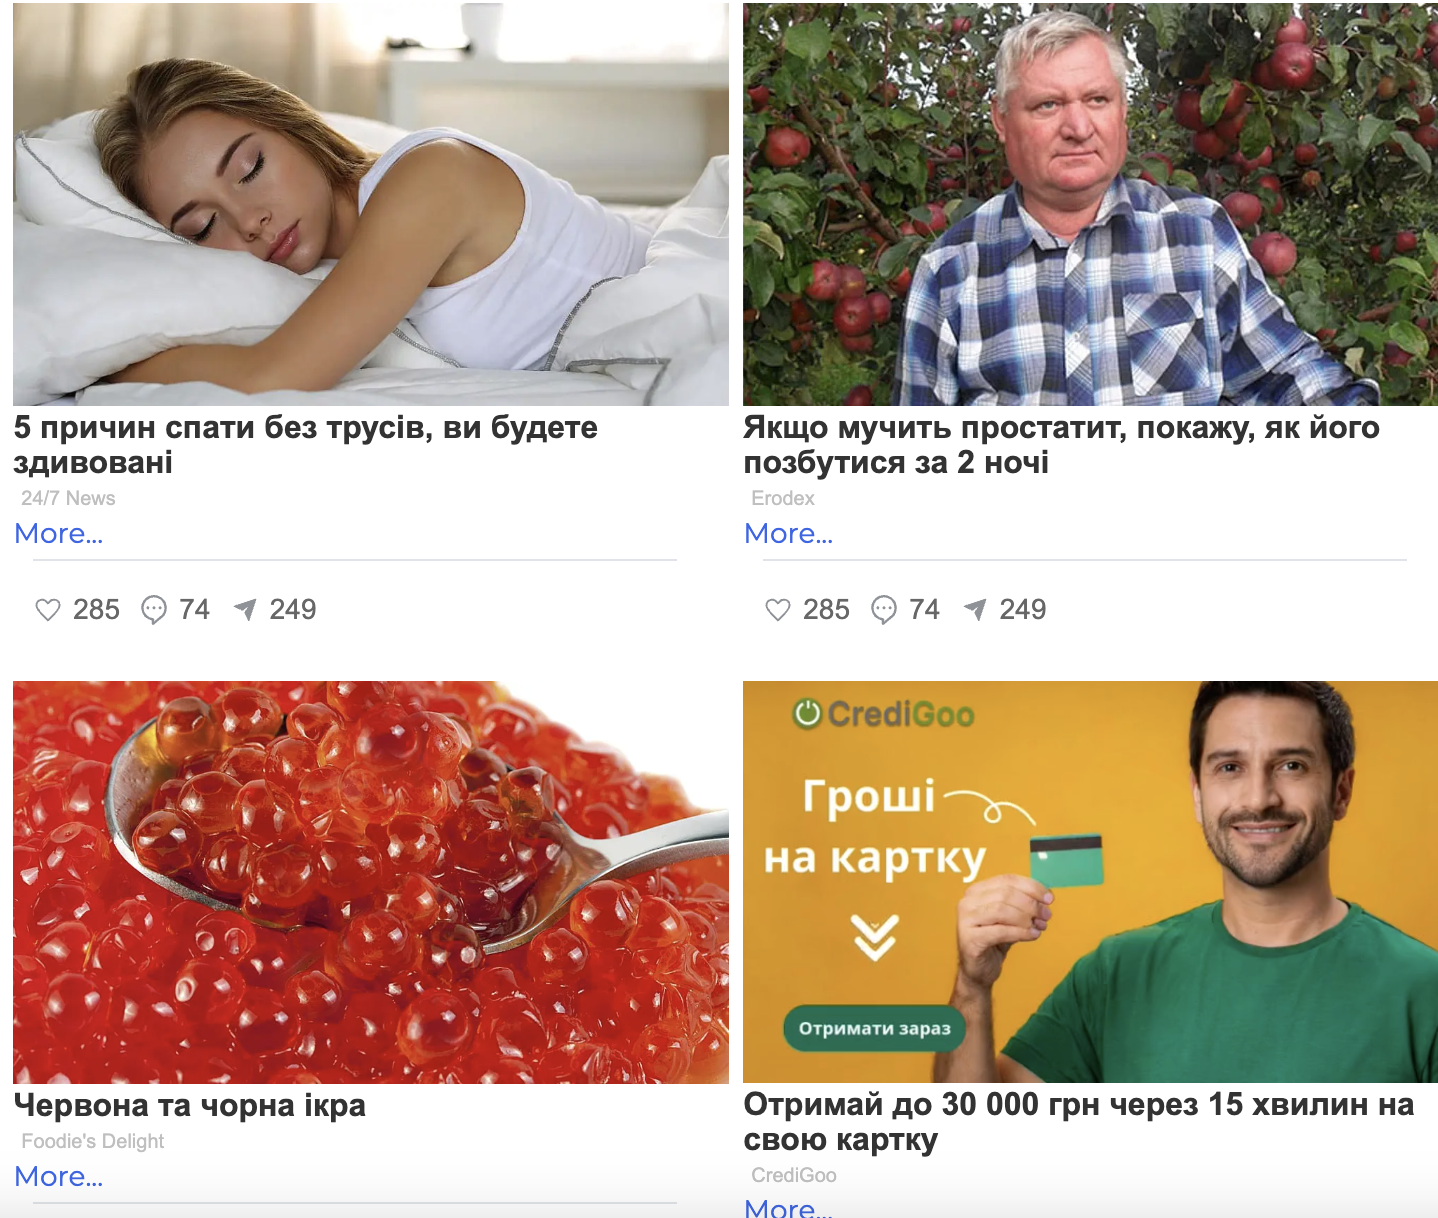 5 причин спати без трусів, ви будете
здивовані
24/7 News
More...
285 74 249
Якщо мучить простатит, покажу, як його
позбутися за 2 ночі
Erodex
More...
285 74 249
Червона та чорна ікра
Foodie's Delight
More...
CrediGoo
Гроші
на картку
Отримати зараз
Отримай до 30 000 грн через 15 хвилин на
свою картку
CrediGoo
More...